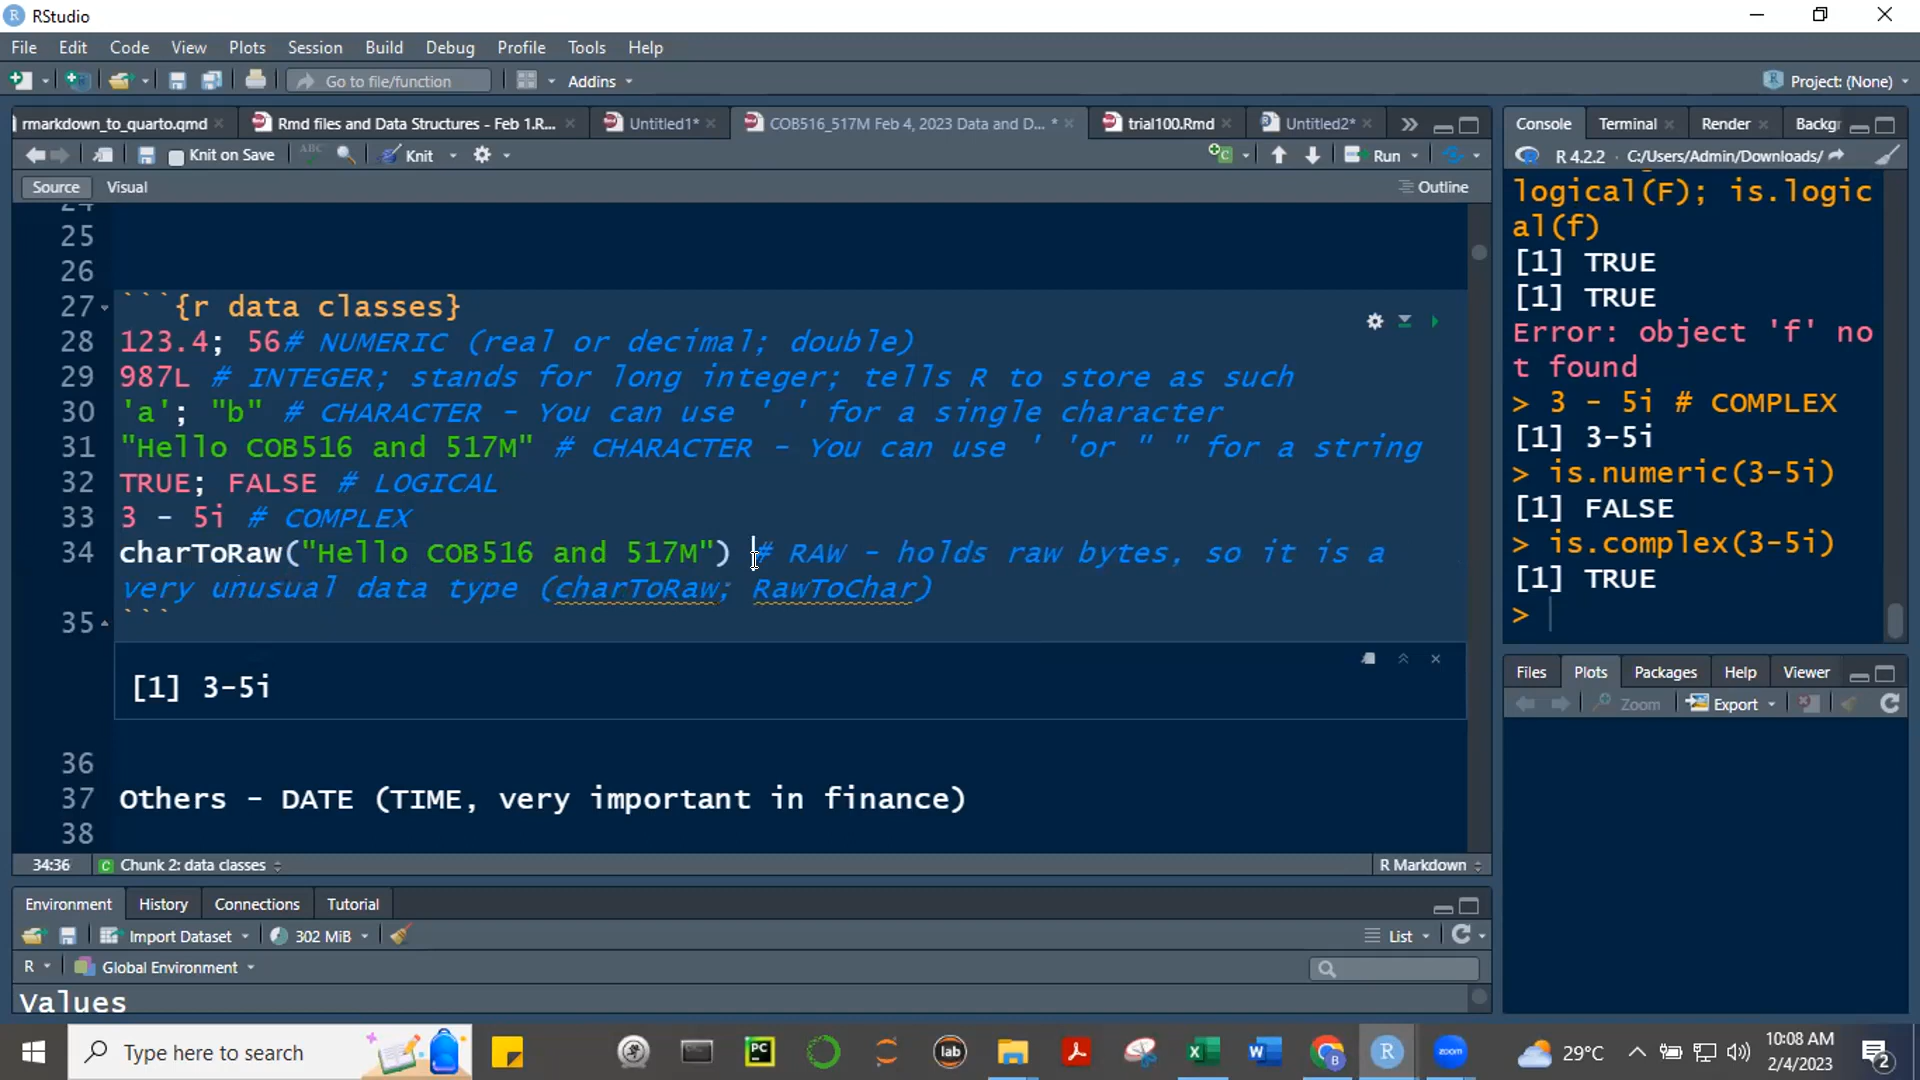 RStudio
File Edit Code View Plots Session Build Debug Profile Tools Help
Go to file/function Addins Project: (None)
rmarkdown_to_quarto.qmd Rmd files and Data Structures - Feb 1.R... Untitled1* COB516_517M Feb 4, 2023 Data and D... * trial100.Rmd Untitled2*
Knit on Save ABC Knit Run
Source Visual Outline
24
25
26
27 ```{r data classes}
28 123.4; 56# NUMERIC (real or decimal; double)
29 987L # INTEGER; stands for long integer; tells R to store as such
30 'a'; "b" # CHARACTER - You can use ' ' for a single character
31 "Hello COB516 and 517M" # CHARACTER - You can use ' 'or " " for a string
32 TRUE; FALSE # LOGICAL
33 3 - 5i # COMPLEX
34 charToRaw("Hello COB516 and 517M") # RAW - holds raw bytes, so it is a
very unusual data type (charToRaw; RawToChar)
35 ```
[1] 3-5i
36
37 Others - DATE (TIME, very important in finance)
38
34:36 C Chunk 2: data classes R Markdown
Environment History Connections Tutorial
Import Dataset 302 MiB List
R Global Environment
Values
Console Terminal Render Backgr
R 4.2.2 · C:/Users/Admin/Downloads/
logical(F); is.logic
al(f)
[1] TRUE
[1] TRUE
Error: object 'f' no
t found
> 3 - 5i # COMPLEX
[1] 3-5i
> is.numeric(3-5i)
[1] FALSE
> is.complex(3-5i)
[1] TRUE
>
Files Plots Packages Help Viewer
Zoom Export
Type here to search PC lab X W B R zoom 29°C 10:08 AM
2/4/2023 2